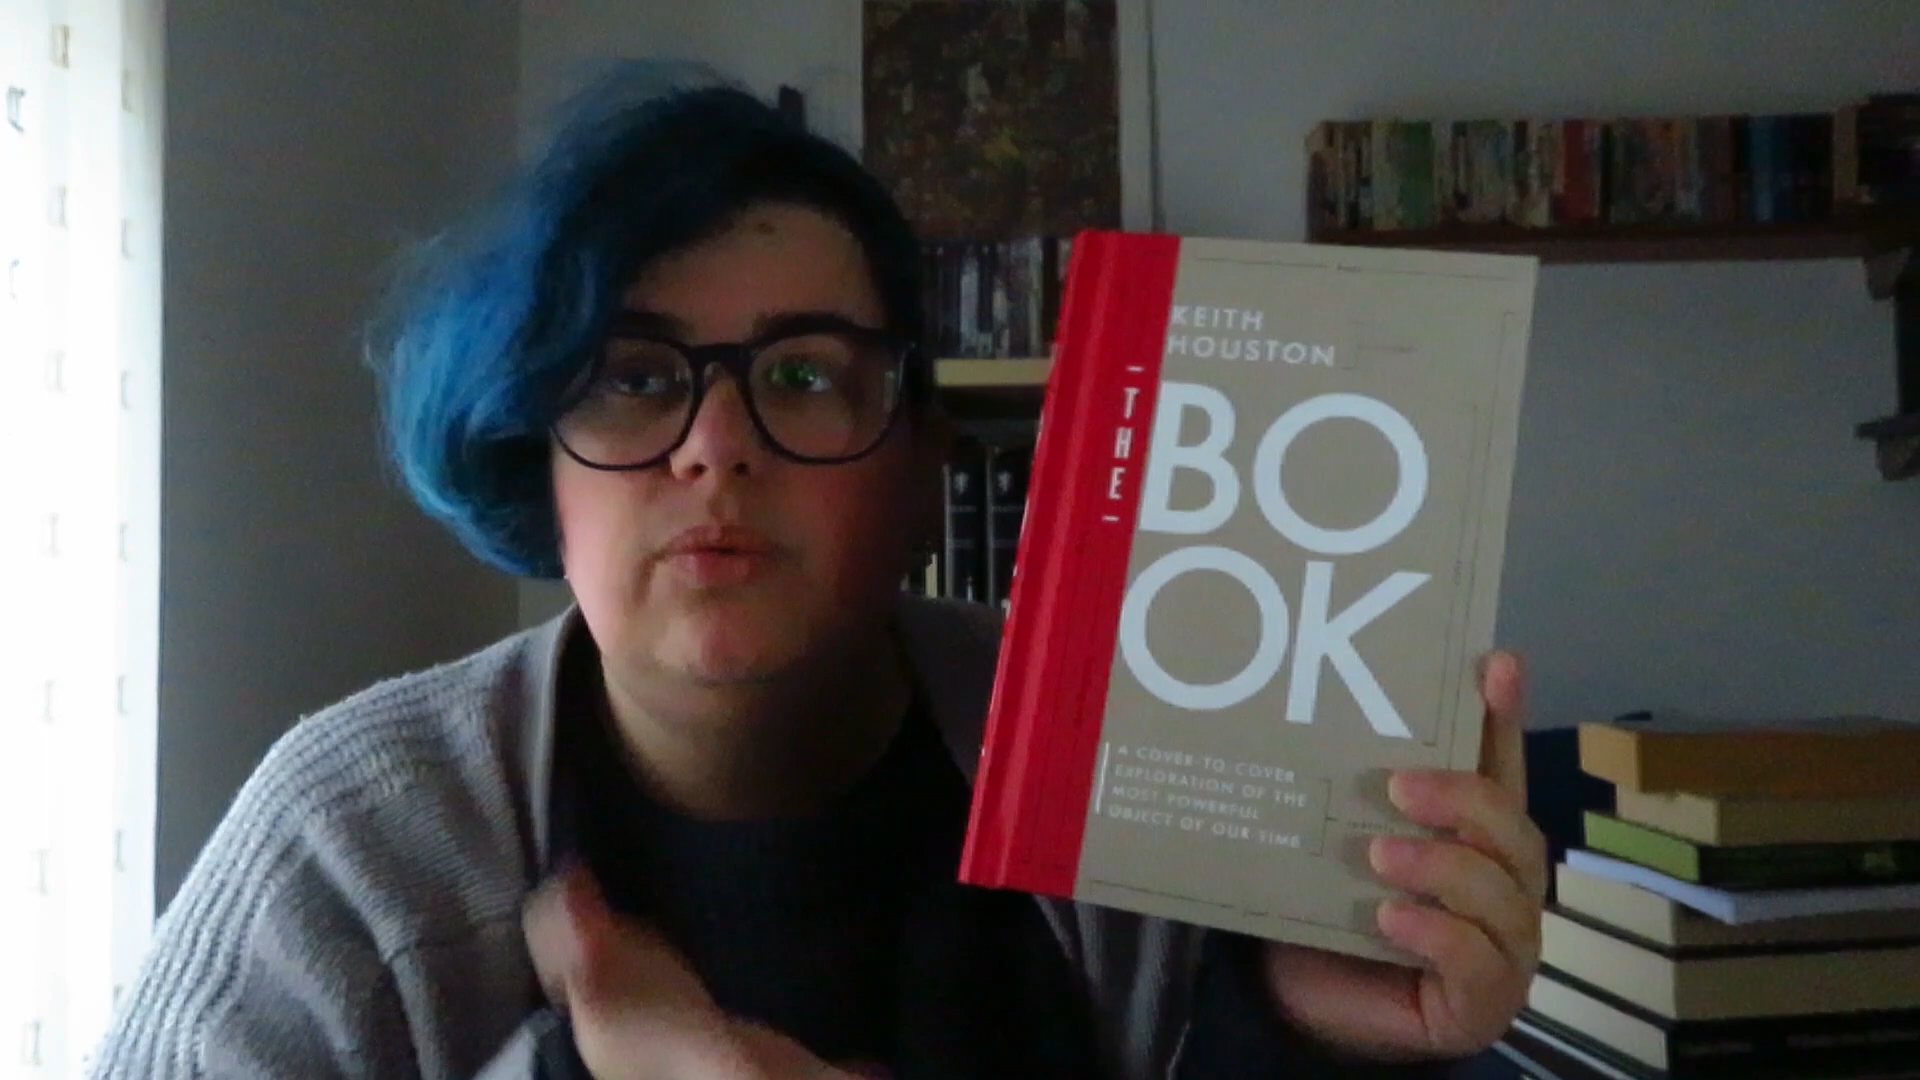 KEITH
HOUSTON
– THE –
BO
OK
A COVER-TO-COVER
EXPLORATION OF THE
MOST POWERFUL
OBJECT OF OUR TIME